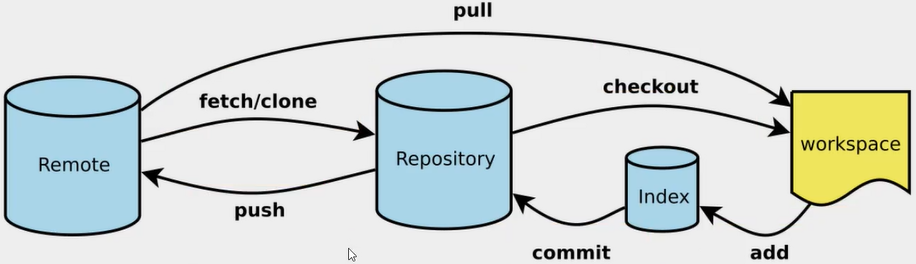 pull
fetch/clone
checkout
Remote
Repository
workspace
Index
push
commit
add